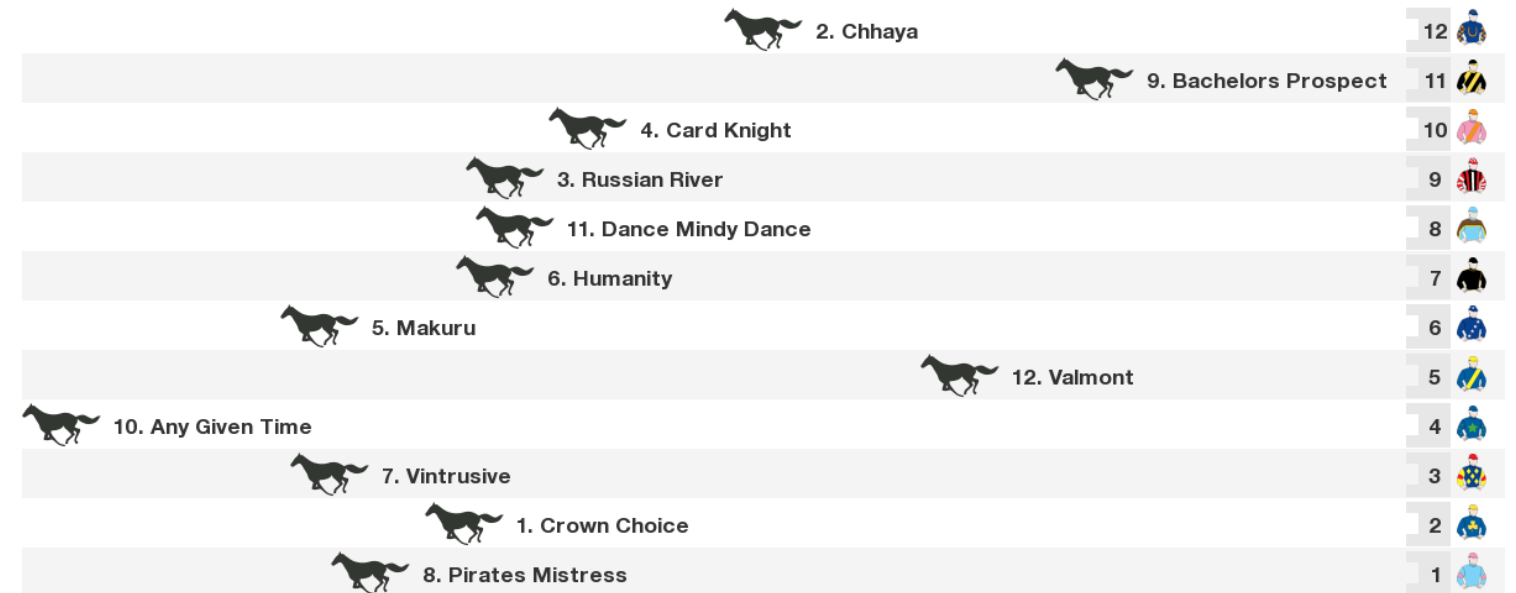 2. Chhaya 12
9. Bachelors Prospect 11
4. Card Knight 10
3. Russian River 9
11. Dance Mindy Dance 8
6. Humanity 7
5. Makuru 6
12. Valmont 5
10. Any Given Time 4
7. Vintrusive 3
1. Crown Choice 2
8. Pirates Mistress 1